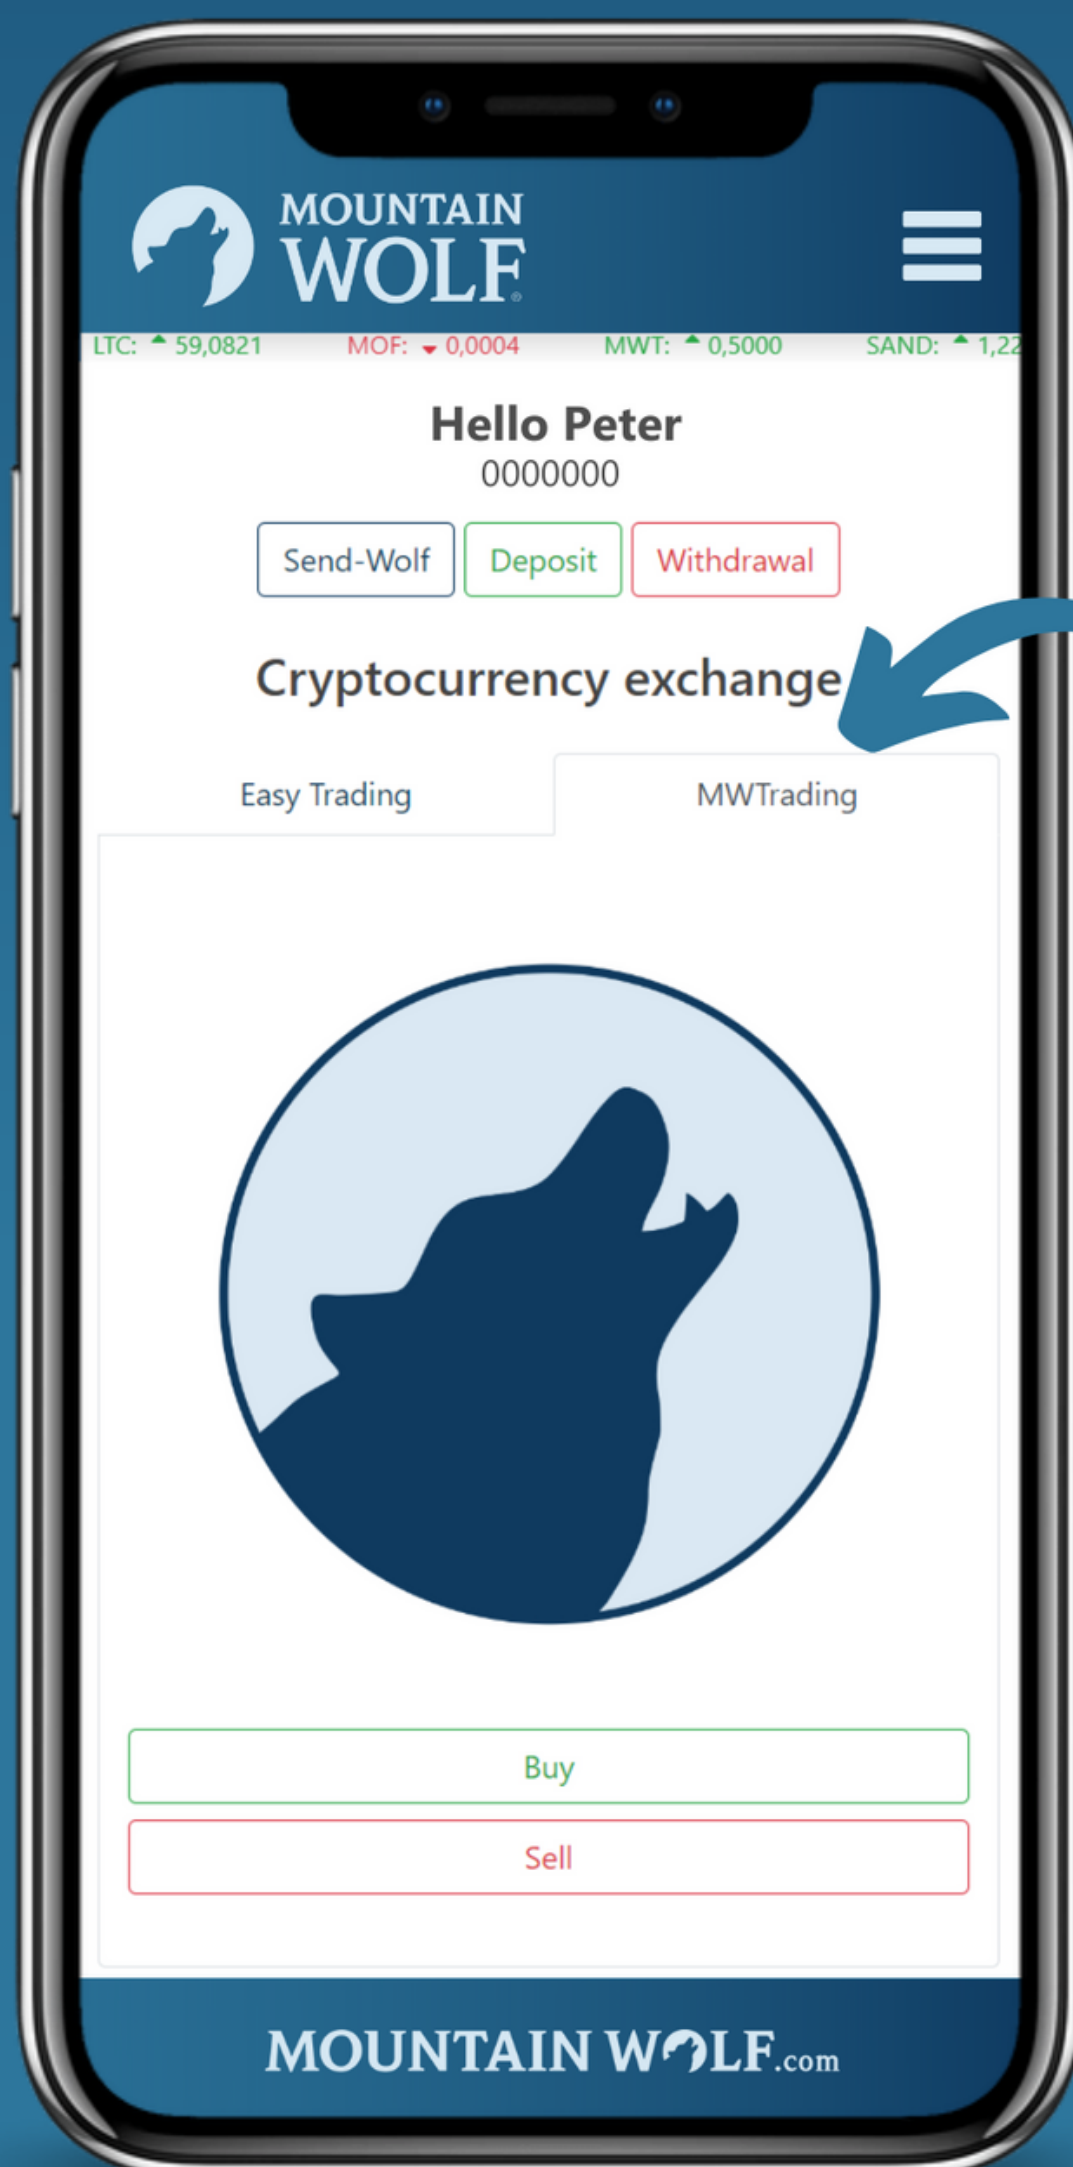 MOUNTAIN
WOLF®
LTC: 59,0821 MOF: 0,0004 MWT: 0,5000 SAND: 1,22
Hello Peter
0000000
Send-Wolf Deposit Withdrawal
Cryptocurrency exchange
Easy Trading MWTrading
Buy
Sell
MOUNTAIN WOLF.com